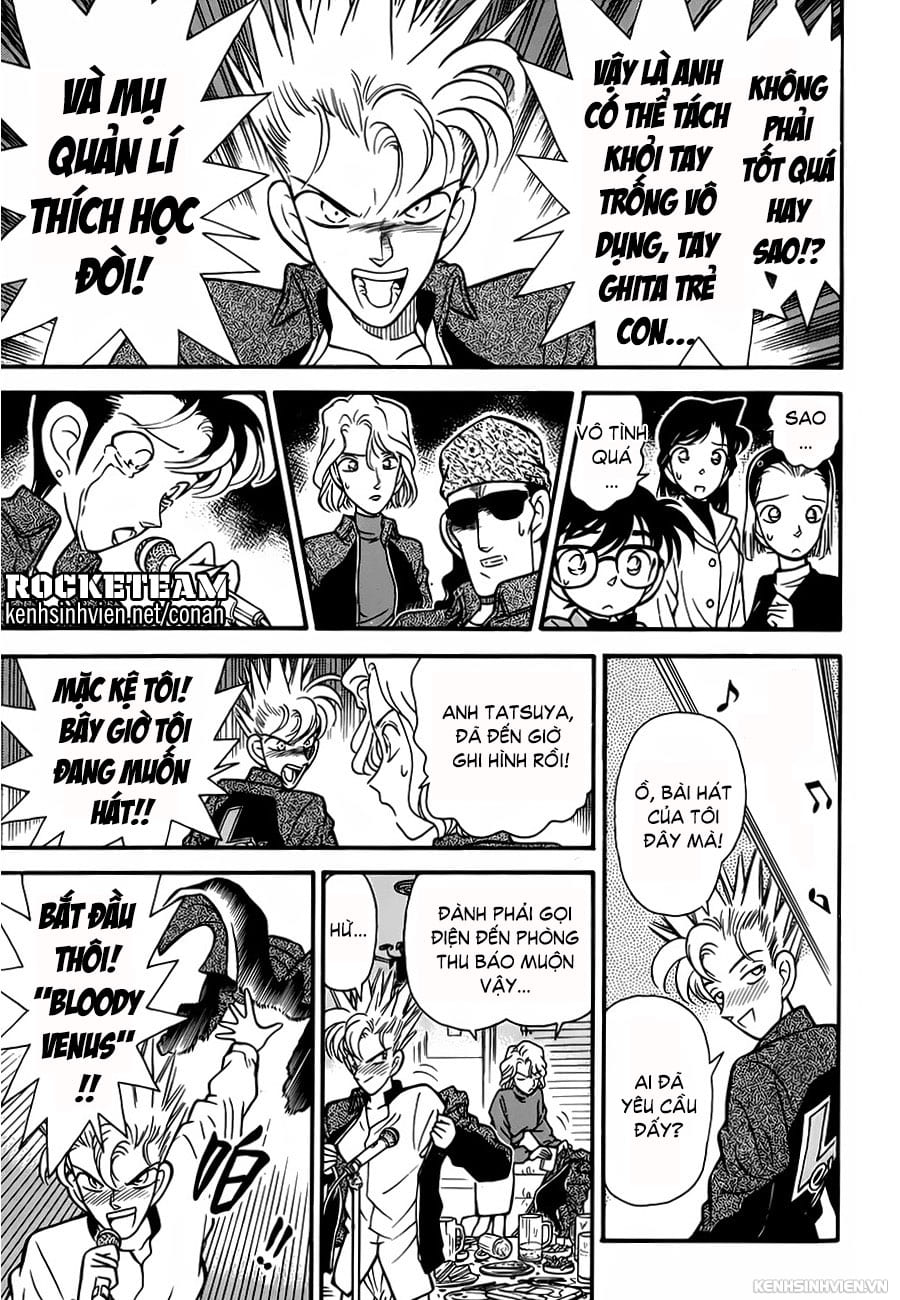 KHÔNG
PHẢI
TỐT QUÁ
HAY
SAO!?
VẬY LÀ ANH
CÓ THỂ TÁCH
KHỎI TAY
TRỐNG VÔ
DỤNG, TAY
GHITA TRẺ
CON...
VÀ MỤ
QUẢN LÍ
THÍCH HỌC
ĐÒI!
SAO
...
VÔ TÌNH
QUÁ
...
ROCKETEAM
kenhsinhvien.net/conan
Ồ, BÀI HÁT
CỦA TÔI
ĐÂY MÀ!
AI ĐÃ
YÊU CẦU
ĐẤY?
ANH TATSUYA,
ĐÃ ĐẾN GIỜ
GHI HÌNH RỒI!
MẶC KỆ TÔI!
BÂY GIỜ TÔI
ĐANG MUỐN
HÁT!!
ĐÀNH PHẢI GỌI
ĐIỆN ĐẾN PHÒNG
THU BÁO MUỘN
VẬY...
HỪ...
BẮT ĐẦU
THÔI!
"BLOODY
VENUS"
!!
!!
KENHSINHVIEN.VN